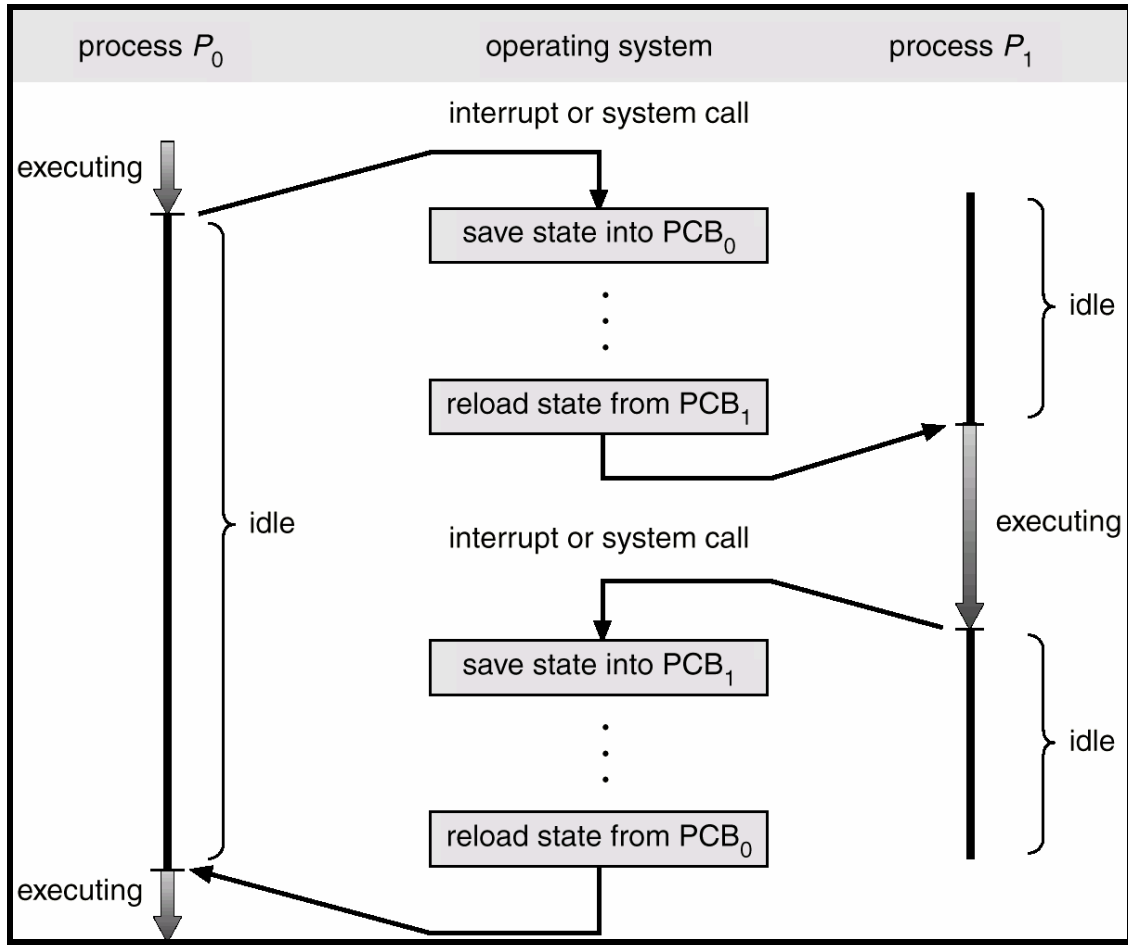 process P₀ operating system process P₁
interrupt or system call
executing
save state into PCB₀
idle
reload state from PCB₁
idle
executing
interrupt or system call
save state into PCB₁
idle
reload state from PCB₀
executing